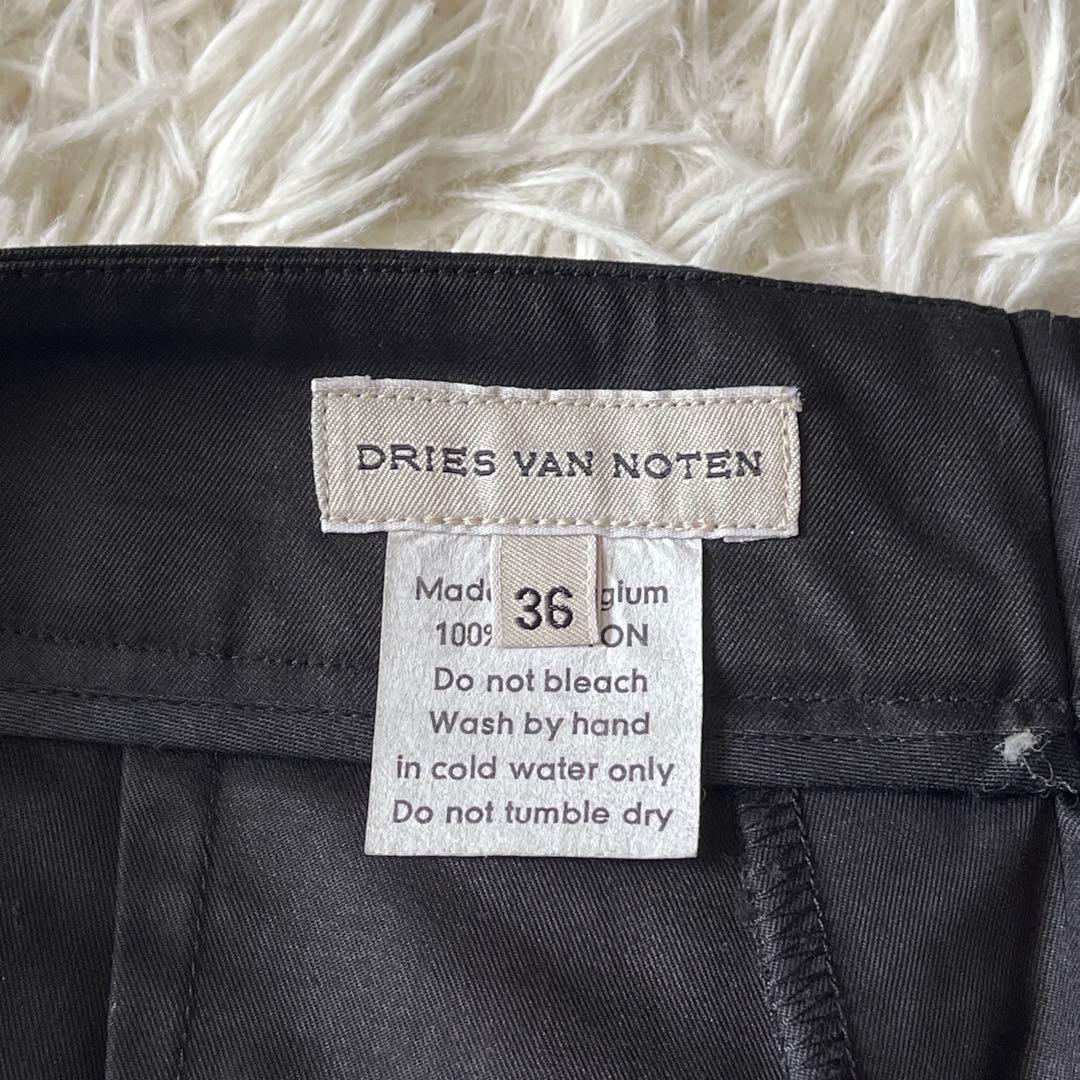 DRIES VAN NOTEN
36
Made gium
100% ON
Do not bleach
Wash by hand
in cold water only
Do not tumble dry